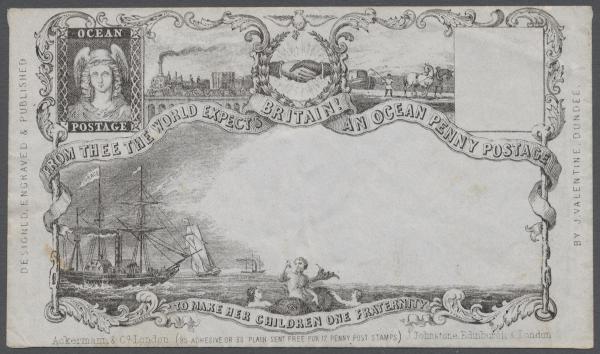 OCEAN
POSTAGE
BRITAIN!
FROM THEE THE WORLD EXPECTS AN OCEAN PENNY POSTAGE
TO MAKE HER CHILDREN ONE FRATERNITY
DESIGNED, ENGRAVED & PUBLISHED
BY J. VALENTINE, DUNDEE.
Ackermann & Co. London (25 ADHESIVE OR 30 PLAIN SENT FREE FOR 12 PENNY POST STAMPS) J. Johnstone, Edinburgh & London